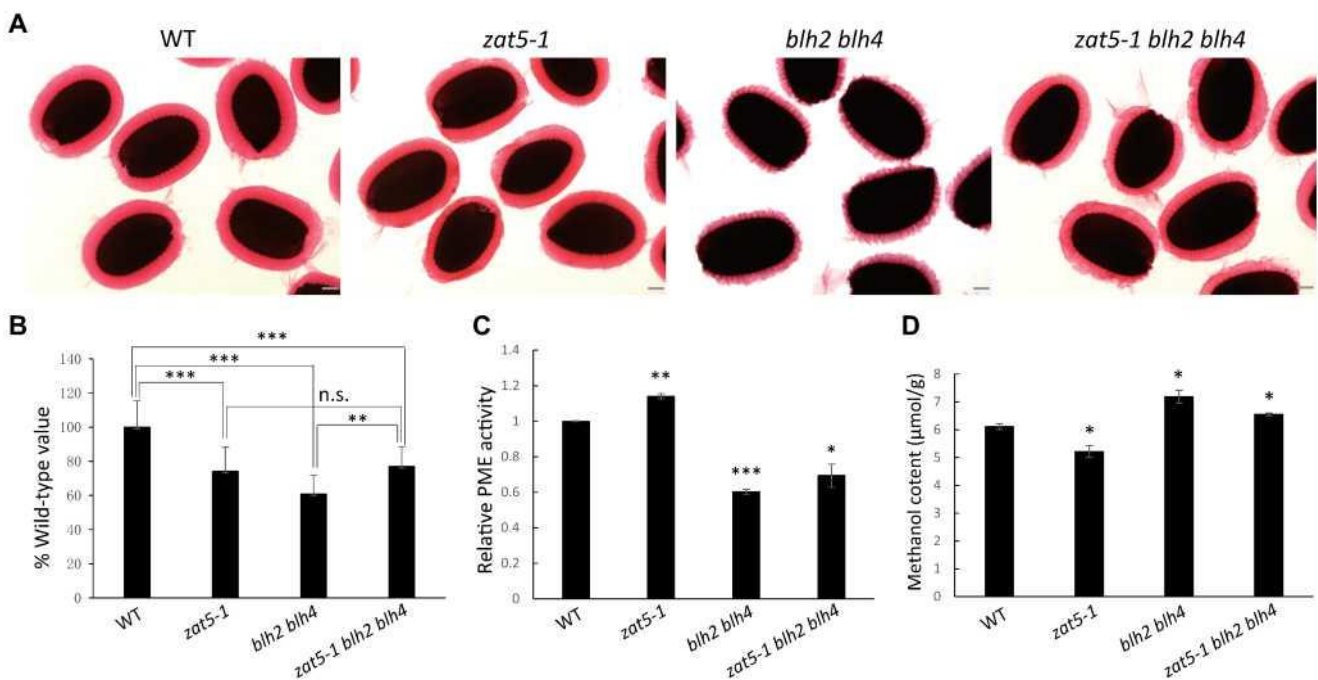 A
WT
zat5-1
blh2 blh4
zat5-1 blh2 blh4
B
% Wild-type value
140
120
100
80
60
40
20
0
***
***
***
n.s.
**
WT
zat5-1
blh2 blh4
zat5-1 blh2 blh4
C
Relative PME activity
1.4
1.2
1
0.8
0.6
0.4
0.2
0
**
***
*
WT
zat5-1
blh2 blh4
zat5-1 blh2 blh4
D
Methanol cotent (μmol/g)
8
7
6
5
4
3
2
1
0
*
*
*
WT
zat5-1
blh2 blh4
zat5-1 blh2 blh4